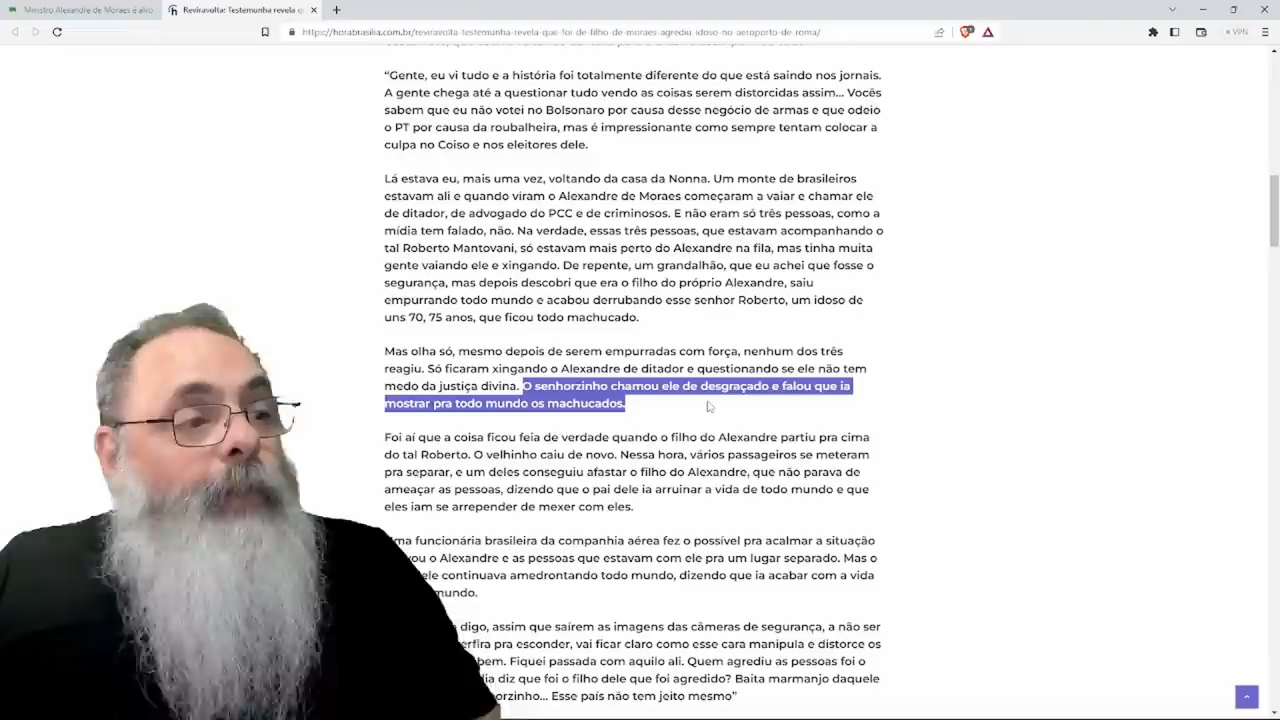 Ministro Alexandre de Moraes é alvo
Reviravolta: Testemunha revela q
https://horabrasilia.com.br/reviravolta-testemunha-revela-que-foi-de-filho-de-moraes-agrediu-idoso-no-aeroporto-de-roma/
VPN
“Gente, eu vi tudo e a história foi totalmente diferente do que está saindo nos jornais.
A gente chega até a questionar tudo vendo as coisas serem distorcidas assim... Vocês
sabem que eu não votei no Bolsonaro por causa desse negócio de armas e que odeio
o PT por causa da roubalheira, mas é impressionante como sempre tentam colocar a
culpa no Coiso e nos eleitores dele.
Lá estava eu, mais uma vez, voltando da casa da Nonna. Um monte de brasileiros
estavam ali e quando viram o Alexandre de Moraes começaram a vaiar e chamar ele
de ditador, de advogado do PCC e de criminosos. E não eram só três pessoas, como a
mídia tem falado, não. Na verdade, essas três pessoas, que estavam acompanhando o
tal Roberto Mantovani, só estavam mais perto do Alexandre na fila, mas tinha muita
gente vaiando ele e xingando. De repente, um grandalhão, que eu achei que fosse o
segurança, mas depois descobri que era o filho do próprio Alexandre, saiu
empurrando todo mundo e acabou derrubando esse senhor Roberto, um idoso de
uns 70, 75 anos, que ficou todo machucado.
Mas olha só, mesmo depois de serem empurradas com força, nenhum dos três
reagiu. Só ficaram xingando o Alexandre de ditador e questionando se ele não tem
medo da justiça divina. O senhorzinho chamou ele de desgraçado e falou que ia
mostrar pra todo mundo os machucados.
Foi aí que a coisa ficou feia de verdade quando o filho do Alexandre partiu pra cima
do tal Roberto. O velhinho caiu de novo. Nessa hora, vários passageiros se meteram
pra separar, e um deles conseguiu afastar o filho do Alexandre, que não parava de
ameaçar as pessoas, dizendo que o pai dele ia arruinar a vida de todo mundo e que
eles iam se arrepender de mexer com eles.
ma funcionária brasileira da companhia aérea fez o possível pra acalmar a situação
ou o Alexandre e as pessoas que estavam com ele pra um lugar separado. Mas o
ele continuava amedrontando todo mundo, dizendo que ia acabar com a vida
mundo.
digo, assim que saírem as imagens das câmeras de segurança, a não ser
erfira pra esconder, vai ficar claro como esse cara manipula e distorce os
bem. Fiquei passada com aquilo ali. Quem agrediu as pessoas foi o
dia diz que foi o filho dele que foi agredido? Baita marmanjo daquele
orzinho... Esse país não tem jeito mesmo”